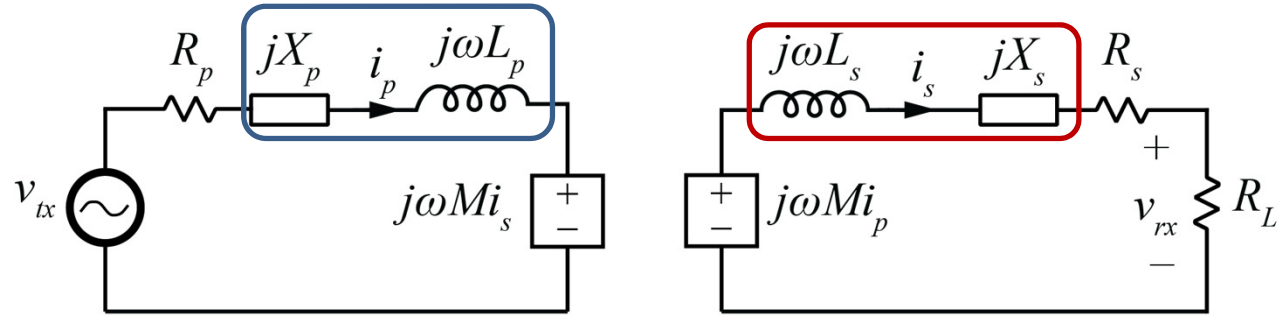 R_p
jX_p
i_p
jωL_p
v_tx
jωMi_s
+
−
jωL_s
i_s
jX_s
R_s
+
−
jωMi_p
+
v_rx
−
R_L